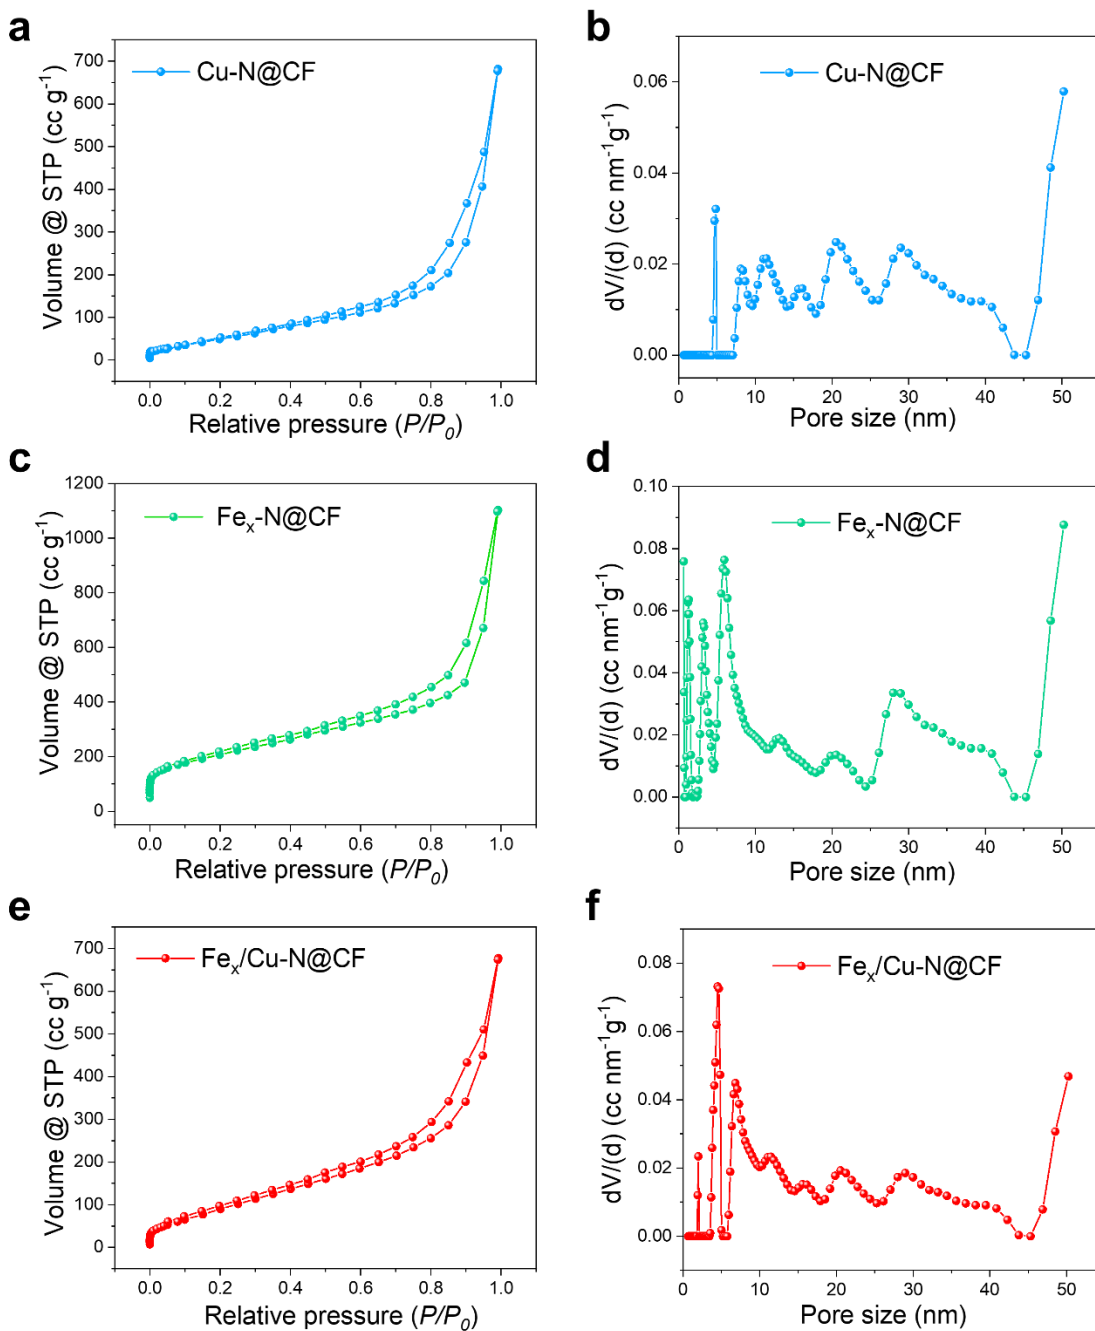 a
Cu-N@CF
Volume @ STP (cc g⁻¹)
700
600
500
400
300
200
100
0
0.0 0.2 0.4 0.6 0.8 1.0
Relative pressure (P/P₀)
b
Cu-N@CF
dV/(d) (cc nm⁻¹g⁻¹)
0.06
0.04
0.02
0.00
0 10 20 30 40 50
Pore size (nm)
c
Feₓ-N@CF
Volume @ STP (cc g⁻¹)
1200
1000
800
600
400
200
0
0.0 0.2 0.4 0.6 0.8 1.0
Relative pressure (P/P₀)
d
Feₓ-N@CF
dV/(d) (cc nm⁻¹g⁻¹)
0.10
0.08
0.06
0.04
0.02
0.00
0 10 20 30 40 50
Pore size (nm)
e
Feₓ/Cu-N@CF
Volume @ STP (cc g⁻¹)
700
600
500
400
300
200
100
0
0.0 0.2 0.4 0.6 0.8 1.0
Relative pressure (P/P₀)
f
Feₓ/Cu-N@CF
dV/(d) (cc nm⁻¹g⁻¹)
0.08
0.06
0.04
0.02
0.00
0 10 20 30 40 50
Pore size (nm)